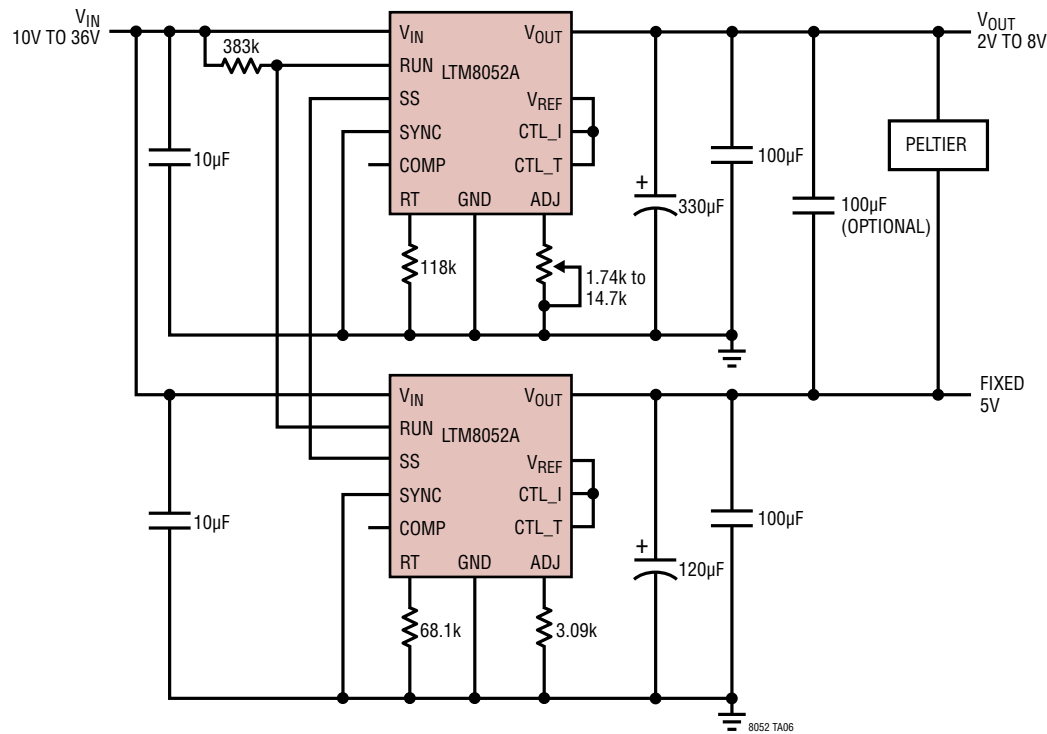 VIN
10V TO 36V
383k
10µF
VIN
RUN
SS
SYNC
COMP
RT
GND
ADJ
LTM8052A
VOUT
VREF
CTL_I
CTL_T
118k
1.74k to
14.7k
+
330µF
100µF
100µF
(OPTIONAL)
PELTIER
VOUT
2V TO 8V
10µF
VIN
RUN
SS
SYNC
COMP
RT
GND
ADJ
LTM8052A
VOUT
VREF
CTL_I
CTL_T
68.1k
3.09k
+
120µF
100µF
FIXED
5V
8052 TA06